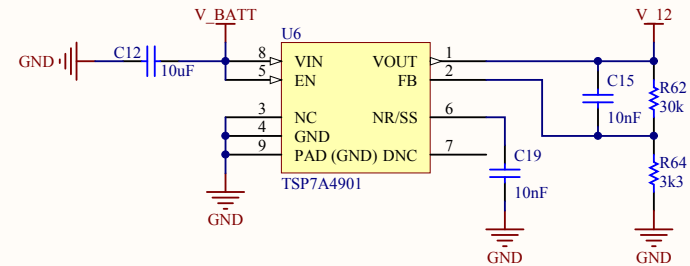 V_BATT
V_12
U6
GND
C12
10uF
8 VIN
5 EN
3 NC
4 GND
9 PAD (GND)
VOUT 1
FB 2
NR/SS 6
DNC 7
TSP7A4901
GND
C19
10nF
GND
C15
10nF
R62
30k
R64
3k3
GND